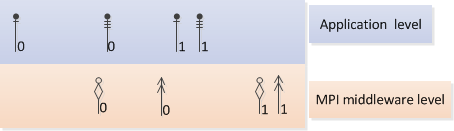 0 0 1 1
Application level
0 0 1 1
MPI middleware level